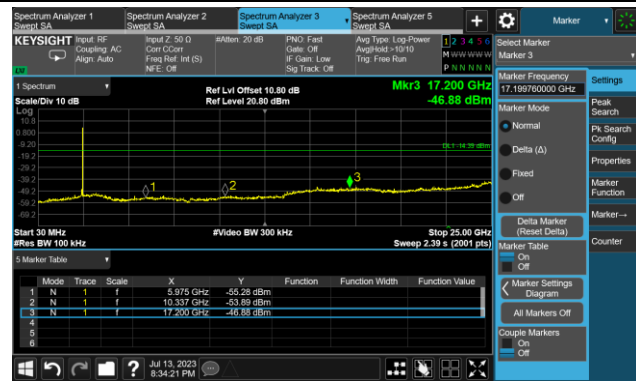 Spectrum Analyzer 1
Swept SA
Spectrum Analyzer 2
Swept SA
Spectrum Analyzer 3
Swept SA
Spectrum Analyzer 5
Swept SA
+
Marker
KEYSIGHT
Input: RF
Coupling: AC
Align: Auto
Input Z: 50 Ω
Corr CCorr
Freq Ref: Int (S)
NFE: Off
#Atten: 20 dB
PNO: Fast
Gate: Off
IF Gain: Low
Sig Track: Off
Avg Type: Log-Power
Avg|Hold:>10/10
Trig: Free Run
1 2 3 4 5 6
M W W W W W
P N N N N N
LW
Select Marker
Marker 3
1 Spectrum
Scale/Div 10 dB
Log
Ref Lvl Offset 10.80 dB
Ref Level 20.80 dBm
Mkr3 17.200 GHz
-46.88 dBm
10.8
0.800
-9.20
-19.2
-29.2
-39.2
-49.2
-59.2
-69.2
DL1 -14.39 dBm
1
2
3
Start 30 MHz
#Res BW 100 kHz
#Video BW 300 kHz
Stop 25.00 GHz
Sweep 2.39 s (2001 pts)
5 Marker Table
Mode Trace Scale X Y Function Function Width Function Value
1 N 1 f 5.975 GHz -55.28 dBm
2 N 1 f 10.337 GHz -53.89 dBm
3 N 1 f 17.200 GHz -46.88 dBm
4
5
6
Marker Frequency
17.199760000 GHz
Marker Mode
Normal
Delta (Δ)
Fixed
Off
Delta Marker
(Reset Delta)
Marker Table
On
Off
Marker Settings
Diagram
All Markers Off
Couple Markers
On
Off
Settings
Peak
Search
Pk Search
Config
Properties
Marker
Function
Marker→
Counter
?
Jul 13, 2023
8:34:21 PM